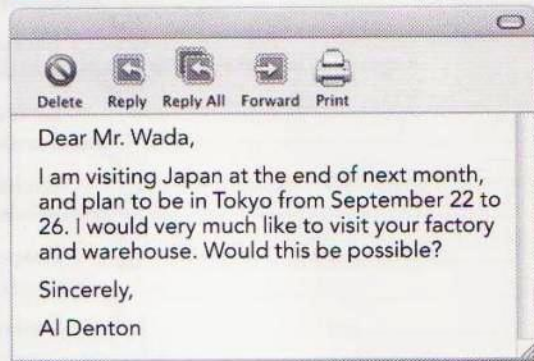 Delete Reply Reply All Forward Print
Dear Mr. Wada,
I am visiting Japan at the end of next month,
and plan to be in Tokyo from September 22 to
26. I would very much like to visit your factory
and warehouse. Would this be possible?
Sincerely,
Al Denton